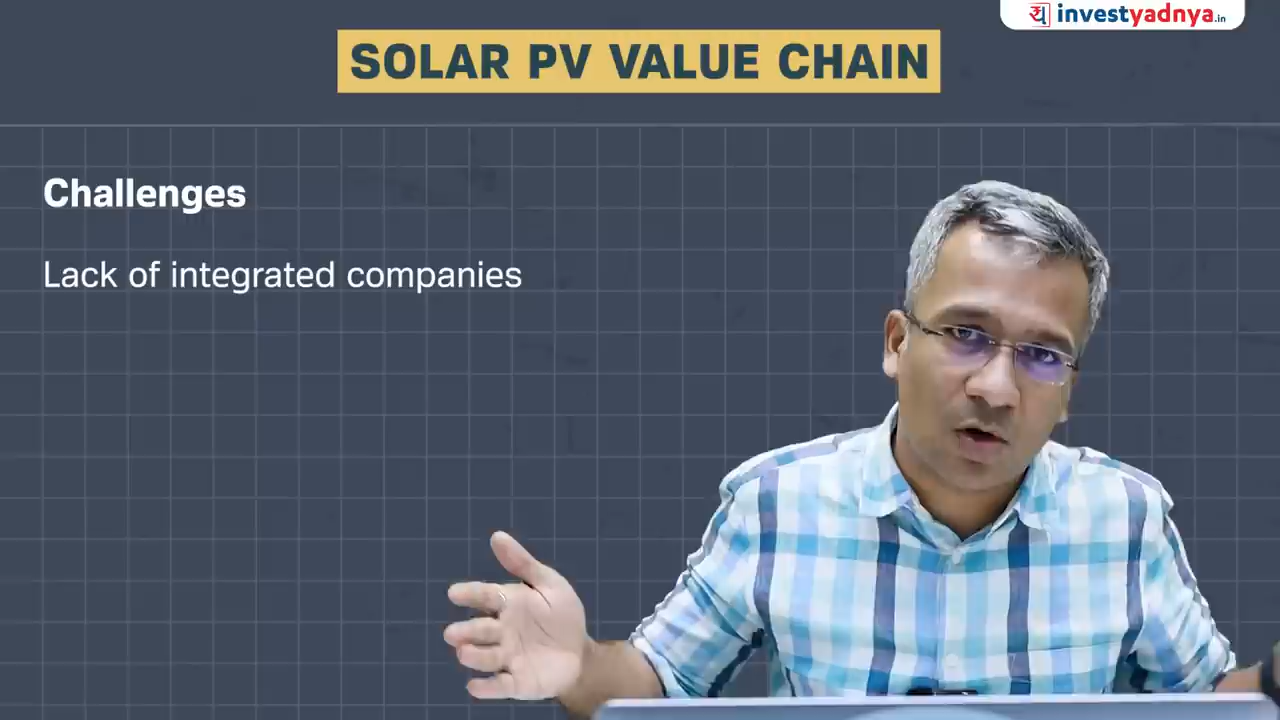 य investyadnya.in
SOLAR PV VALUE CHAIN
Challenges
Lack of integrated companies